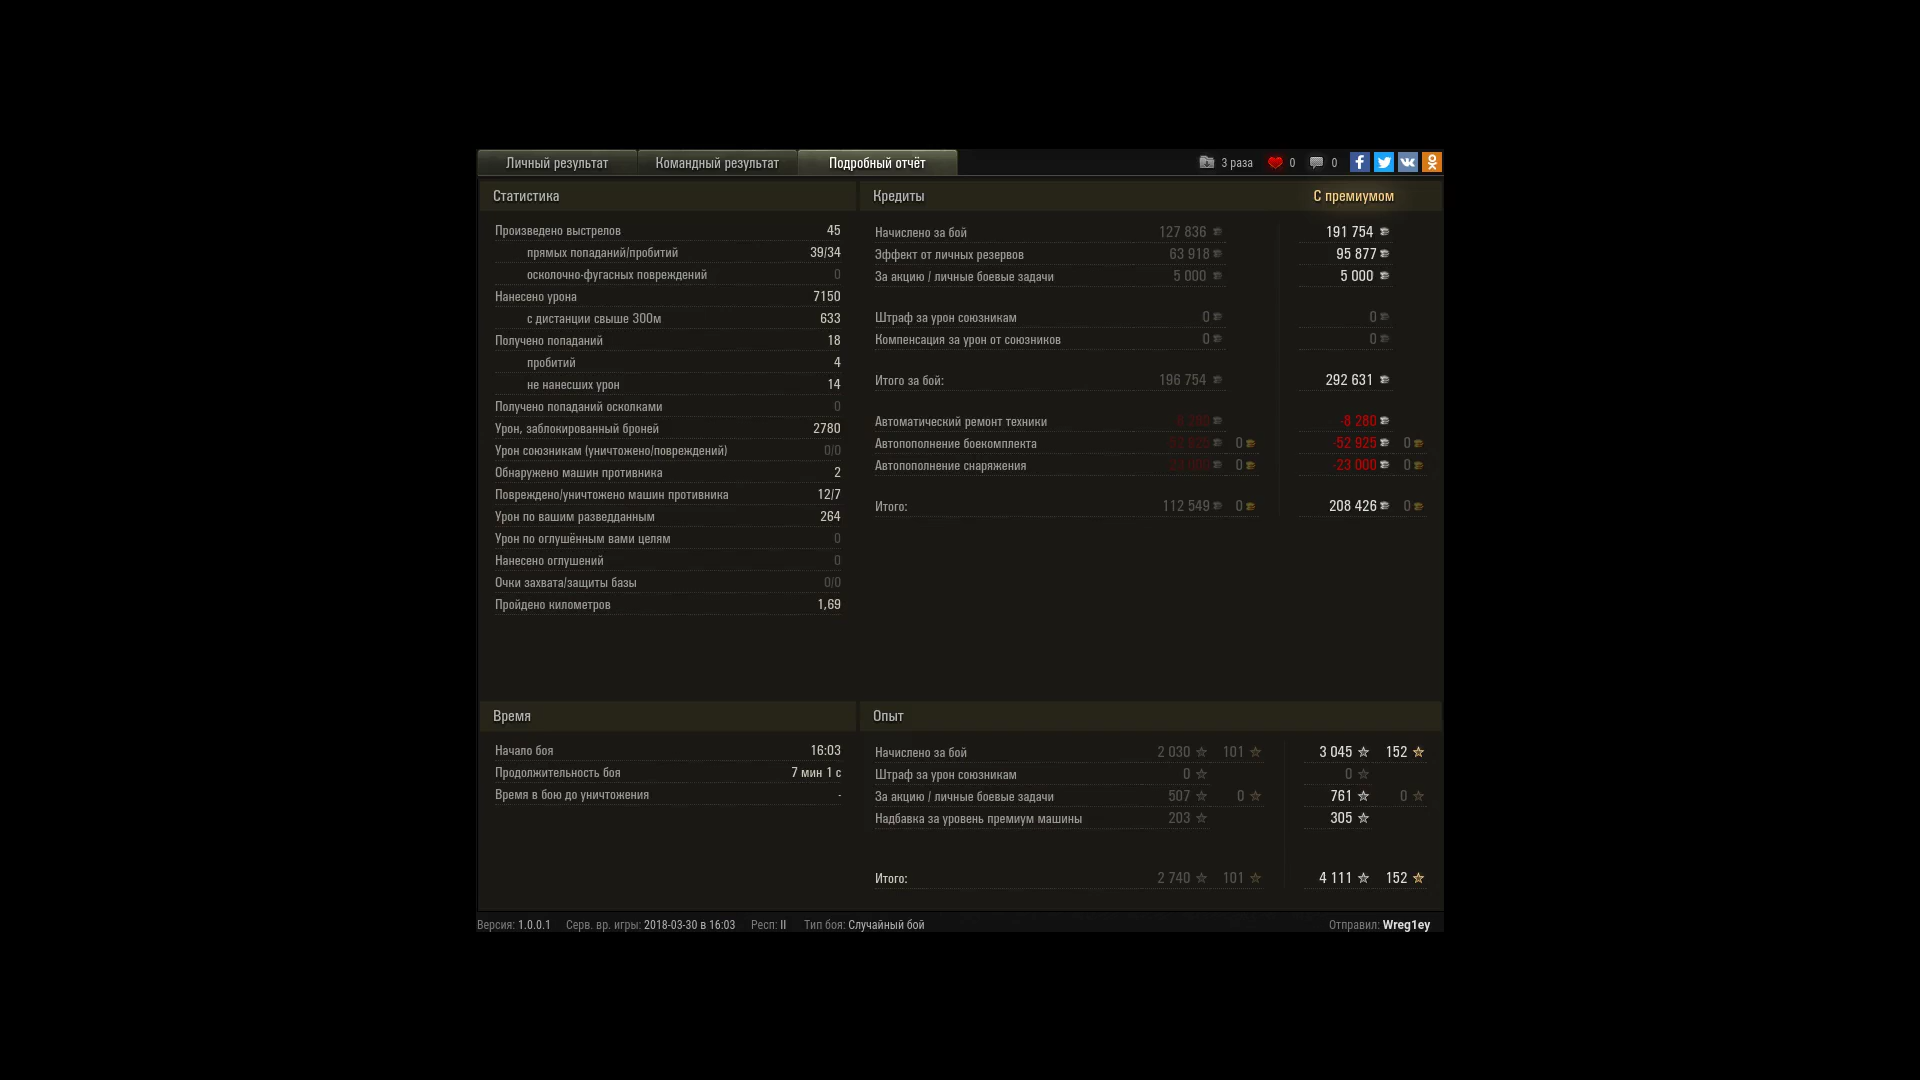 Личный результат Командный результат Подробный отчёт 3 раза 0 0
Статистика
Произведено выстрелов 45
прямых попаданий/пробитий 39/34
осколочно-фугасных повреждений 0
Нанесено урона 7150
с дистанции свыше 300м 633
Получено попаданий 18
пробитий 4
не нанесших урон 14
Получено попаданий осколками 0
Урон, заблокированный броней 2780
Урон союзникам (уничтожено/повреждений) 0/0
Обнаружено машин противника 2
Повреждено/уничтожено машин противника 12/7
Урон по вашим разведданным 264
Урон по оглушённым вами целям 0
Нанесено оглушений 0
Очки захвата/защиты базы 0/0
Пройдено километров 1,69
Кредиты С премиумом
Начислено за бой 127 836 191 754
Эффект от личных резервов 63 918 95 877
За акцию / личные боевые задачи 5 000 5 000
Штраф за урон союзникам 0 0
Компенсация за урон от союзников 0 0
Итого за бой: 196 754 292 631
Автоматический ремонт техники -8 280
Автопополнение боекомплекта 0 -52 925 0
Автопополнение снаряжения 0 -23 000 0
Итого: 112 549 0 208 426 0
Время
Начало боя 16:03
Продолжительность боя 7 мин 1 с
Время в бою до уничтожения -
Опыт
Начислено за бой 2 030 101 3 045 152
Штраф за урон союзникам 0 0
За акцию / личные боевые задачи 507 0 761 0
Надбавка за уровень премиум машины 203 305
Итого: 2 740 101 4 111 152
Версия: 1.0.0.1 Серв. вр. игры: 2018-03-30 в 16:03 Респ: II Тип боя: Случайный бой Отправил: Wreg1ey